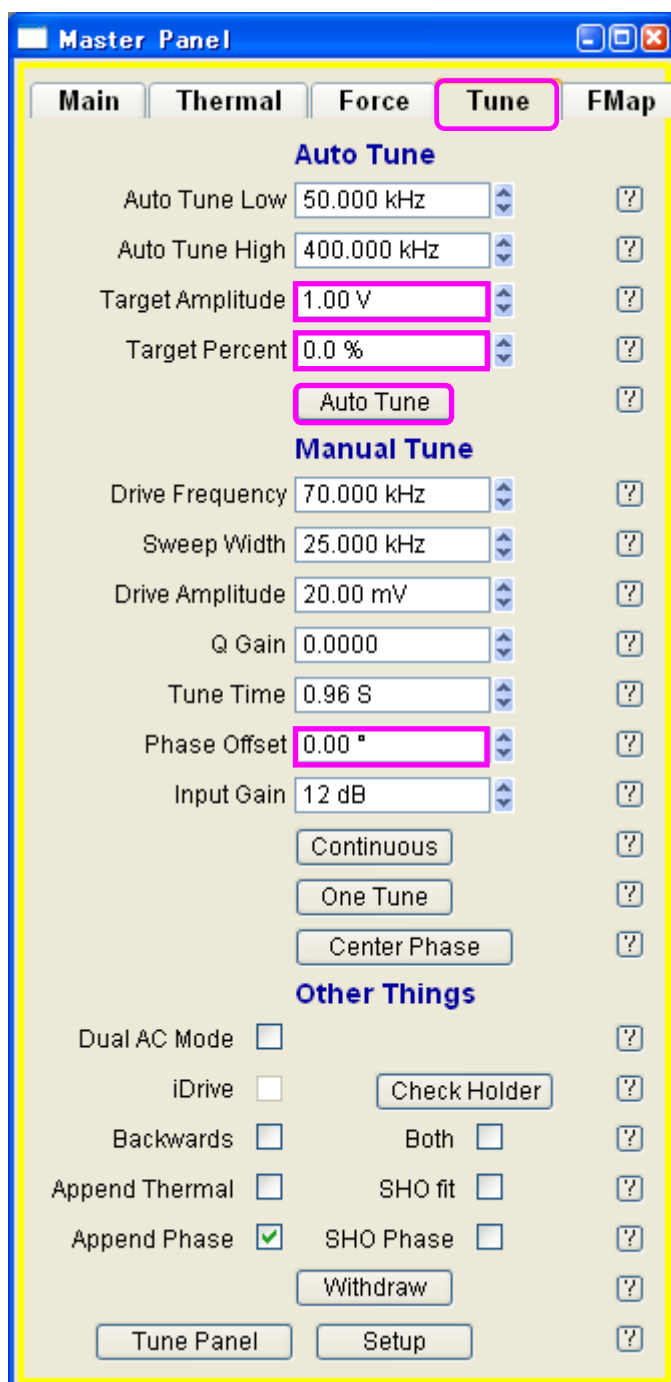 Master Panel
Main Thermal Force Tune FMap
Auto Tune
Auto Tune Low 50.000 kHz ?
Auto Tune High 400.000 kHz ?
Target Amplitude 1.00 V ?
Target Percent 0.0 % ?
Auto Tune ?
Manual Tune
Drive Frequency 70.000 kHz ?
Sweep Width 25.000 kHz ?
Drive Amplitude 20.00 mV ?
Q Gain 0.0000 ?
Tune Time 0.96 S ?
Phase Offset 0.00 ° ?
Input Gain 12 dB ?
Continuous ?
One Tune ?
Center Phase ?
Other Things
Dual AC Mode ?
iDrive Check Holder ?
Backwards Both ?
Append Thermal SHO fit ?
Append Phase SHO Phase ?
Withdraw ?
Tune Panel Setup ?